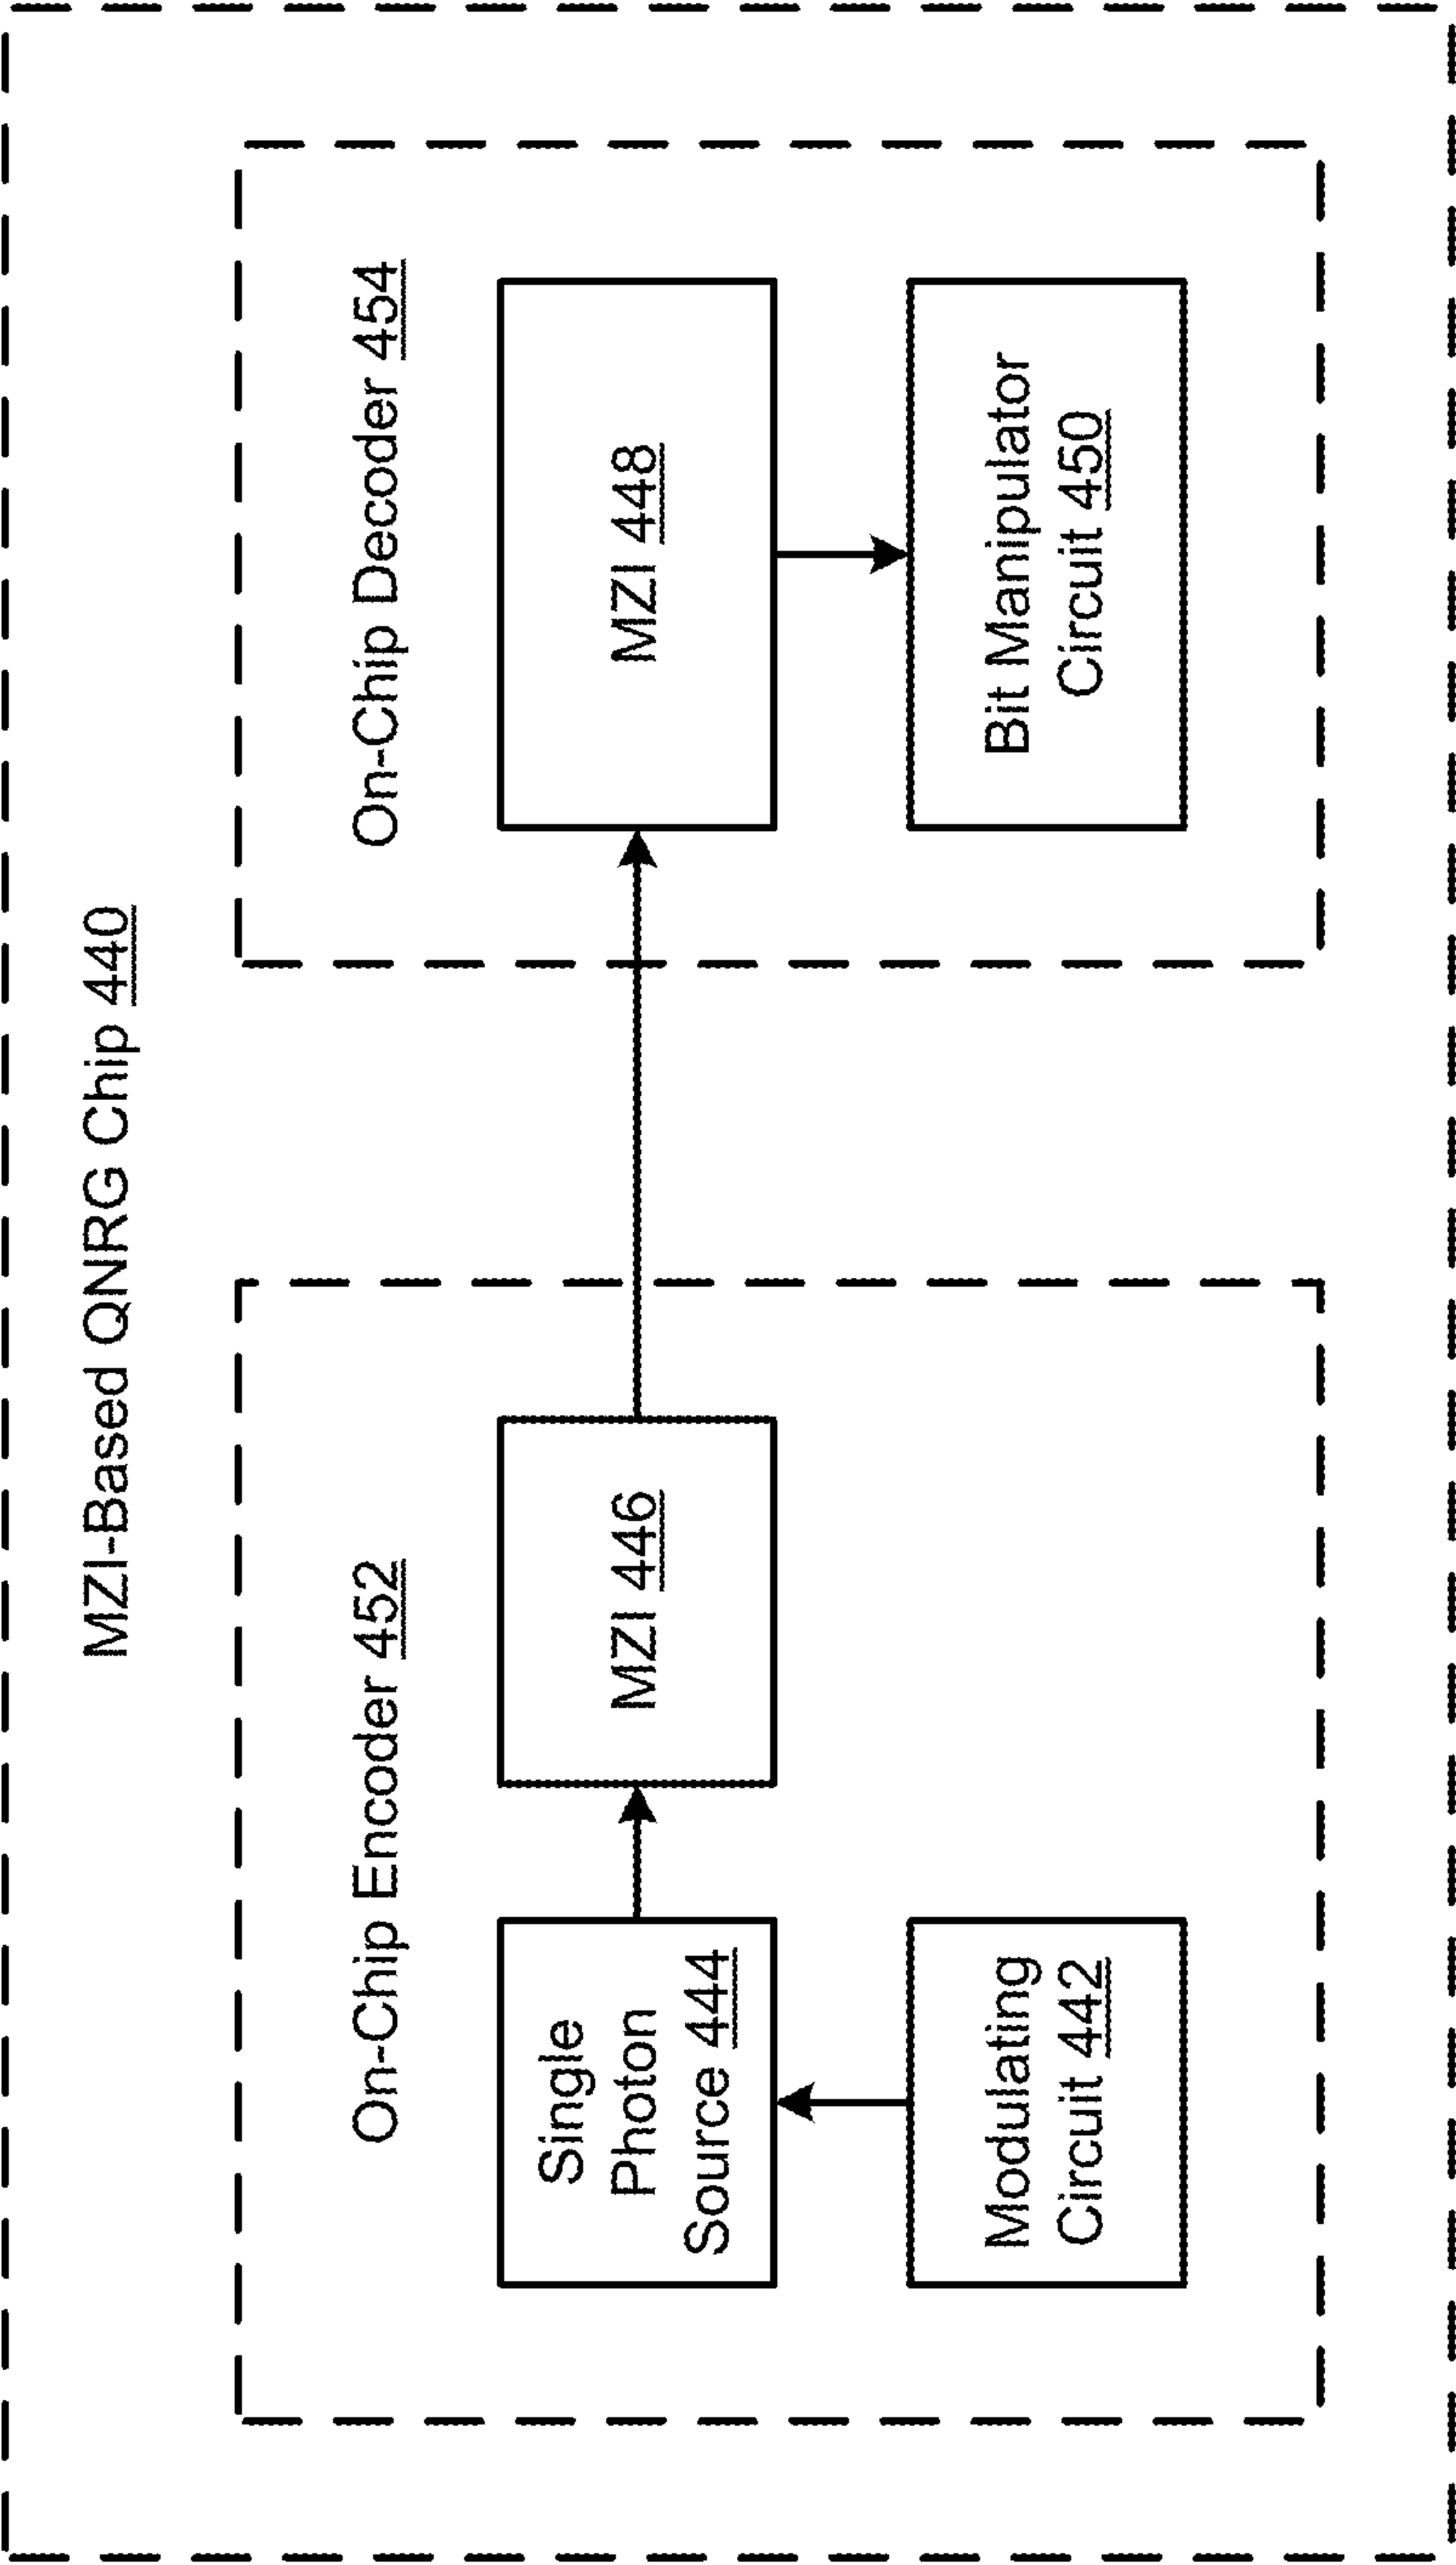 MZI-Based QNRG Chip 440
On-Chip Encoder 452
Single
Photon
Source 444
MZI 446
Modulating
Circuit 442
On-Chip Decoder 454
MZI 448
Bit Manipulator
Circuit 450